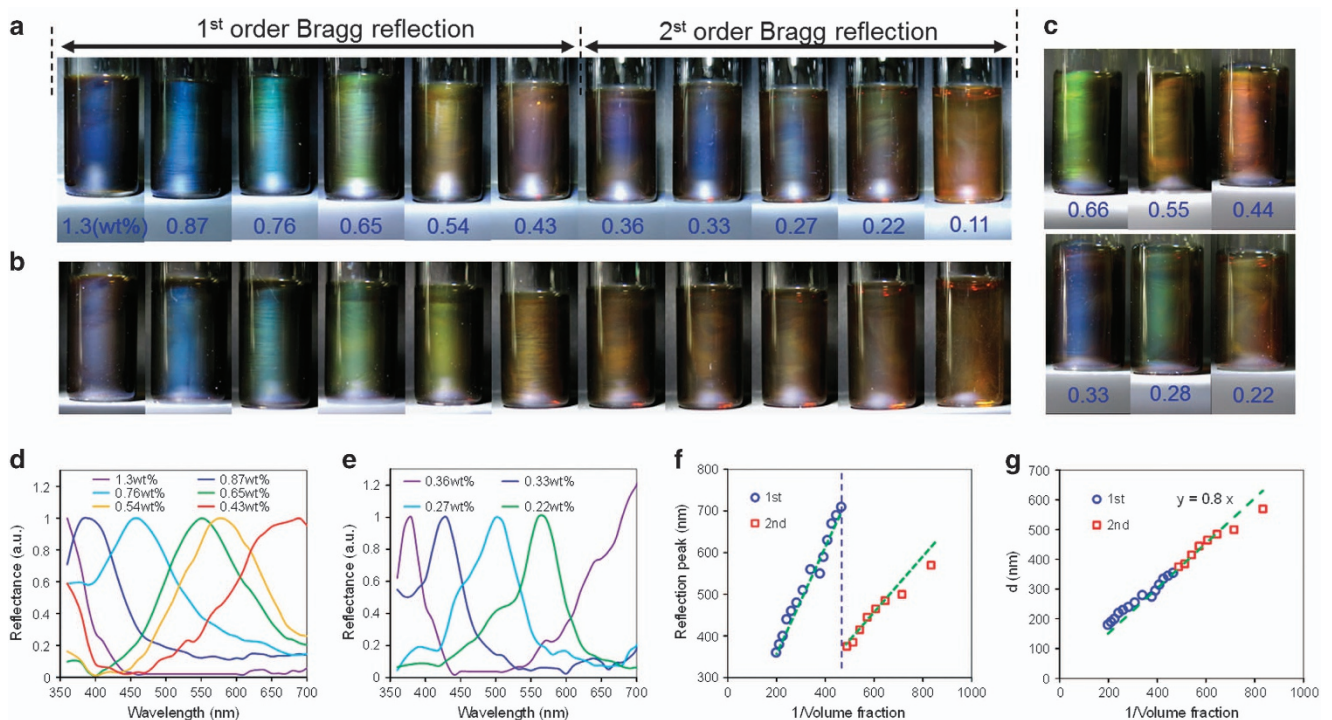 a
1st order Bragg reflection
2st order Bragg reflection
1.3(wt%) 0.87 0.76 0.65 0.54 0.43 0.36 0.33 0.27 0.22 0.11
b
c
0.66 0.55 0.44
0.33 0.28 0.22
d
1.3wt% 0.87wt%
0.76wt% 0.65wt%
0.54wt% 0.43wt%
Reflectance (a.u.)
1.2
1
0.8
0.6
0.4
0.2
0
350 400 450 500 550 600 650 700
Wavelength (nm)
e
0.36wt% 0.33wt%
0.27wt% 0.22wt%
Reflectance (a.u.)
1.2
1
0.8
0.6
0.4
0.2
0
350 400 450 500 550 600 650 700
Wavelength (nm)
f
1st
2nd
Reflection peak (nm)
800
700
600
500
400
300
0 200 400 600 800 1000
1/Volume fraction
g
1st
2nd
y = 0.8 x
d (nm)
700
600
500
400
300
200
100
0
0 200 400 600 800 1000
1/Volume fraction